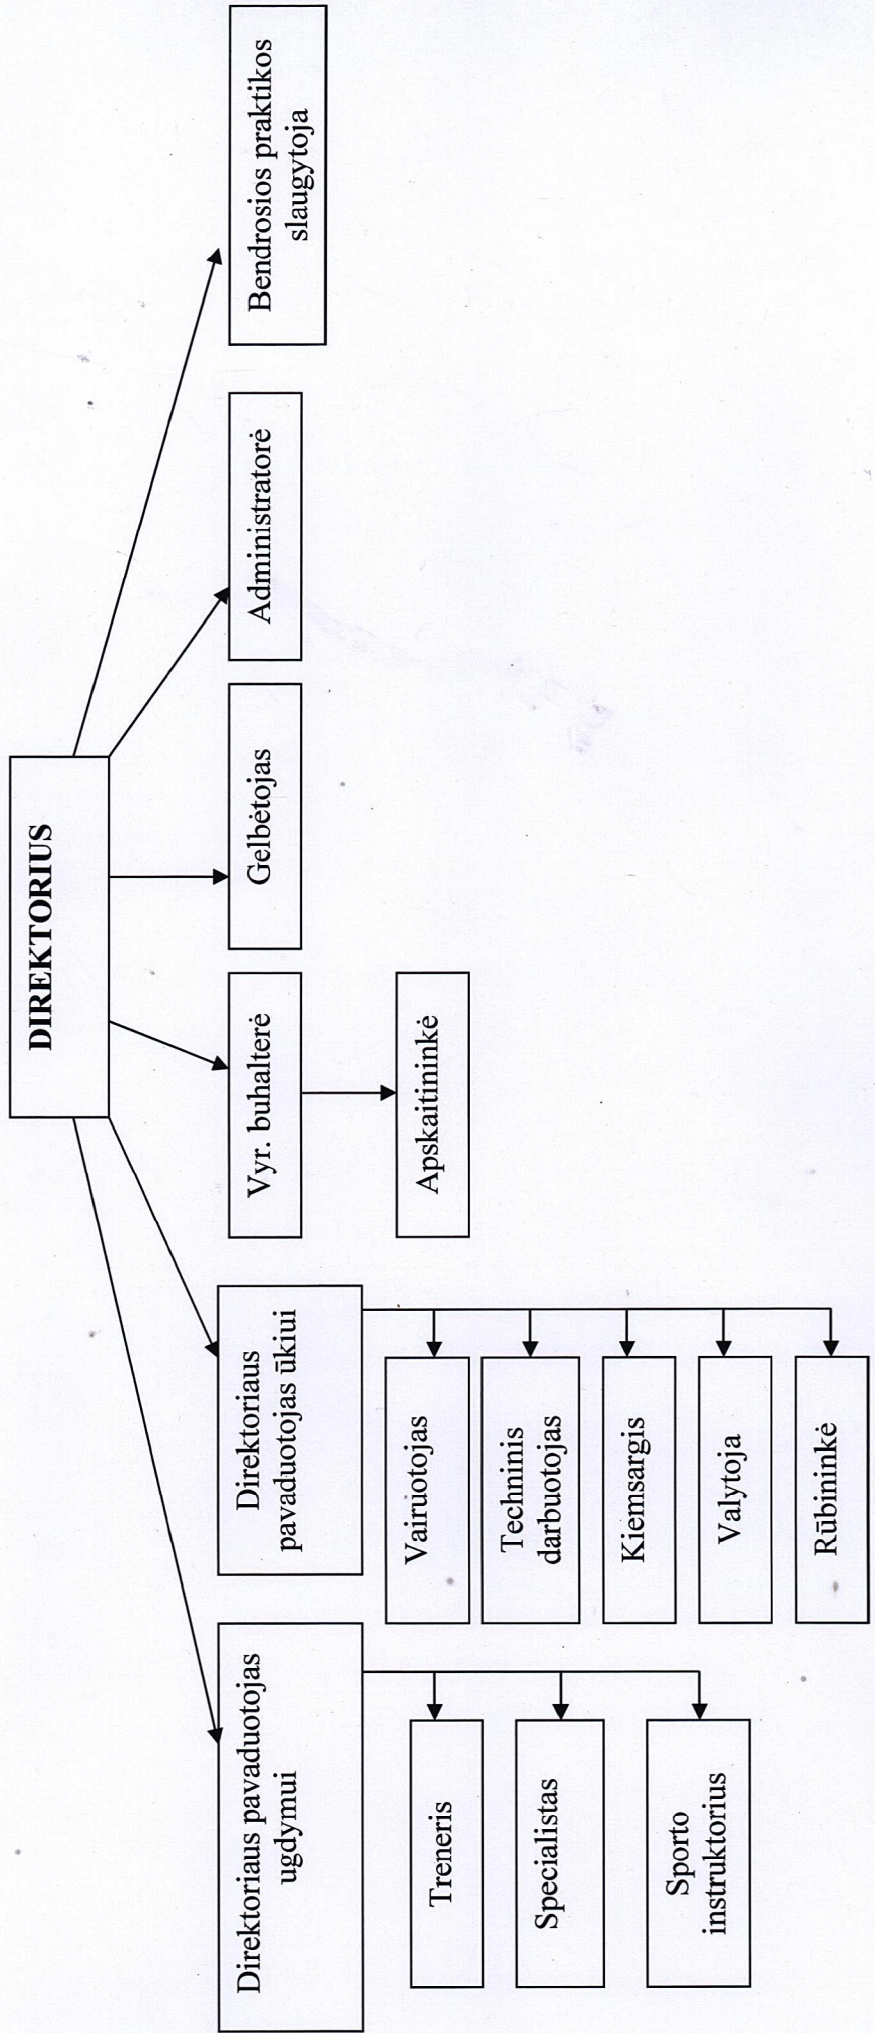 DIREKTORIUS
Direktoriaus pavaduotojas
ugdymui
Direktoriaus
pavaduotojas ūkiui
Vyr. buhalterė
Gelbėtojas
Administratorė
Bendrosios praktikos
slaugytoja
Treneris
Specialistas
Sporto
instruktorius
Vairuotojas
Techninis
darbuotojas
Kiemsargis
Valytoja
Rūbininkė
Apskaitininkė